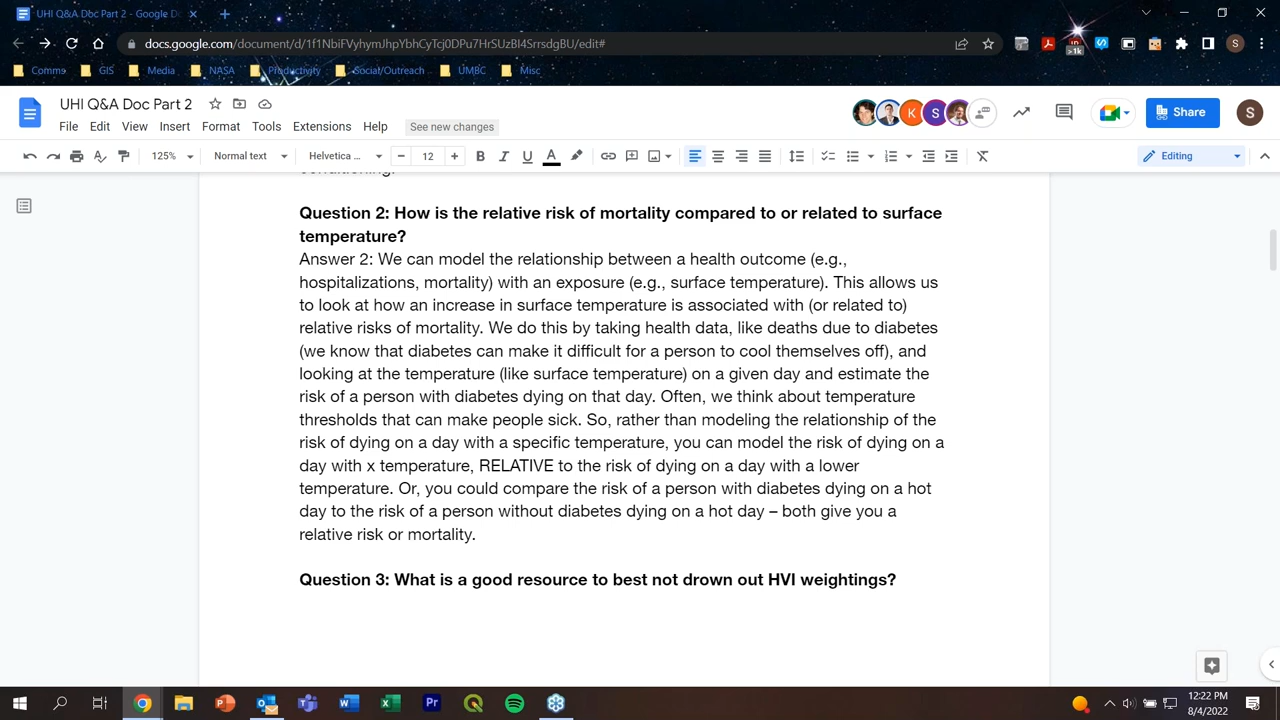 UHI Q&A Doc Part 2 - Google D
docs.google.com/document/d/1f1NbiFVyhymJhpYbhCyTcj0DPu7HrSUzBl4SrrsdgBU/edit#
>1k
S
Comms GIS Media NASA Productivity Social/Outreach UMBC Misc
UHI Q&A Doc Part 2
K S
Share
S
File Edit View Insert Format Tools Extensions Help See new changes
125% Normal text Helvetica ... 12 B I U A Editing
conditioning.
Question 2: How is the relative risk of mortality compared to or related to surface
temperature?
Answer 2: We can model the relationship between a health outcome (e.g.,
hospitalizations, mortality) with an exposure (e.g., surface temperature). This allows us
to look at how an increase in surface temperature is associated with (or related to)
relative risks of mortality. We do this by taking health data, like deaths due to diabetes
(we know that diabetes can make it difficult for a person to cool themselves off), and
looking at the temperature (like surface temperature) on a given day and estimate the
risk of a person with diabetes dying on that day. Often, we think about temperature
thresholds that can make people sick. So, rather than modeling the relationship of the
risk of dying on a day with a specific temperature, you can model the risk of dying on a
day with x temperature, RELATIVE to the risk of dying on a day with a lower
temperature. Or, you could compare the risk of a person with diabetes dying on a hot
day to the risk of a person without diabetes dying on a hot day – both give you a
relative risk or mortality.
Question 3: What is a good resource to best not drown out HVI weightings?
12:22 PM
8/4/2022